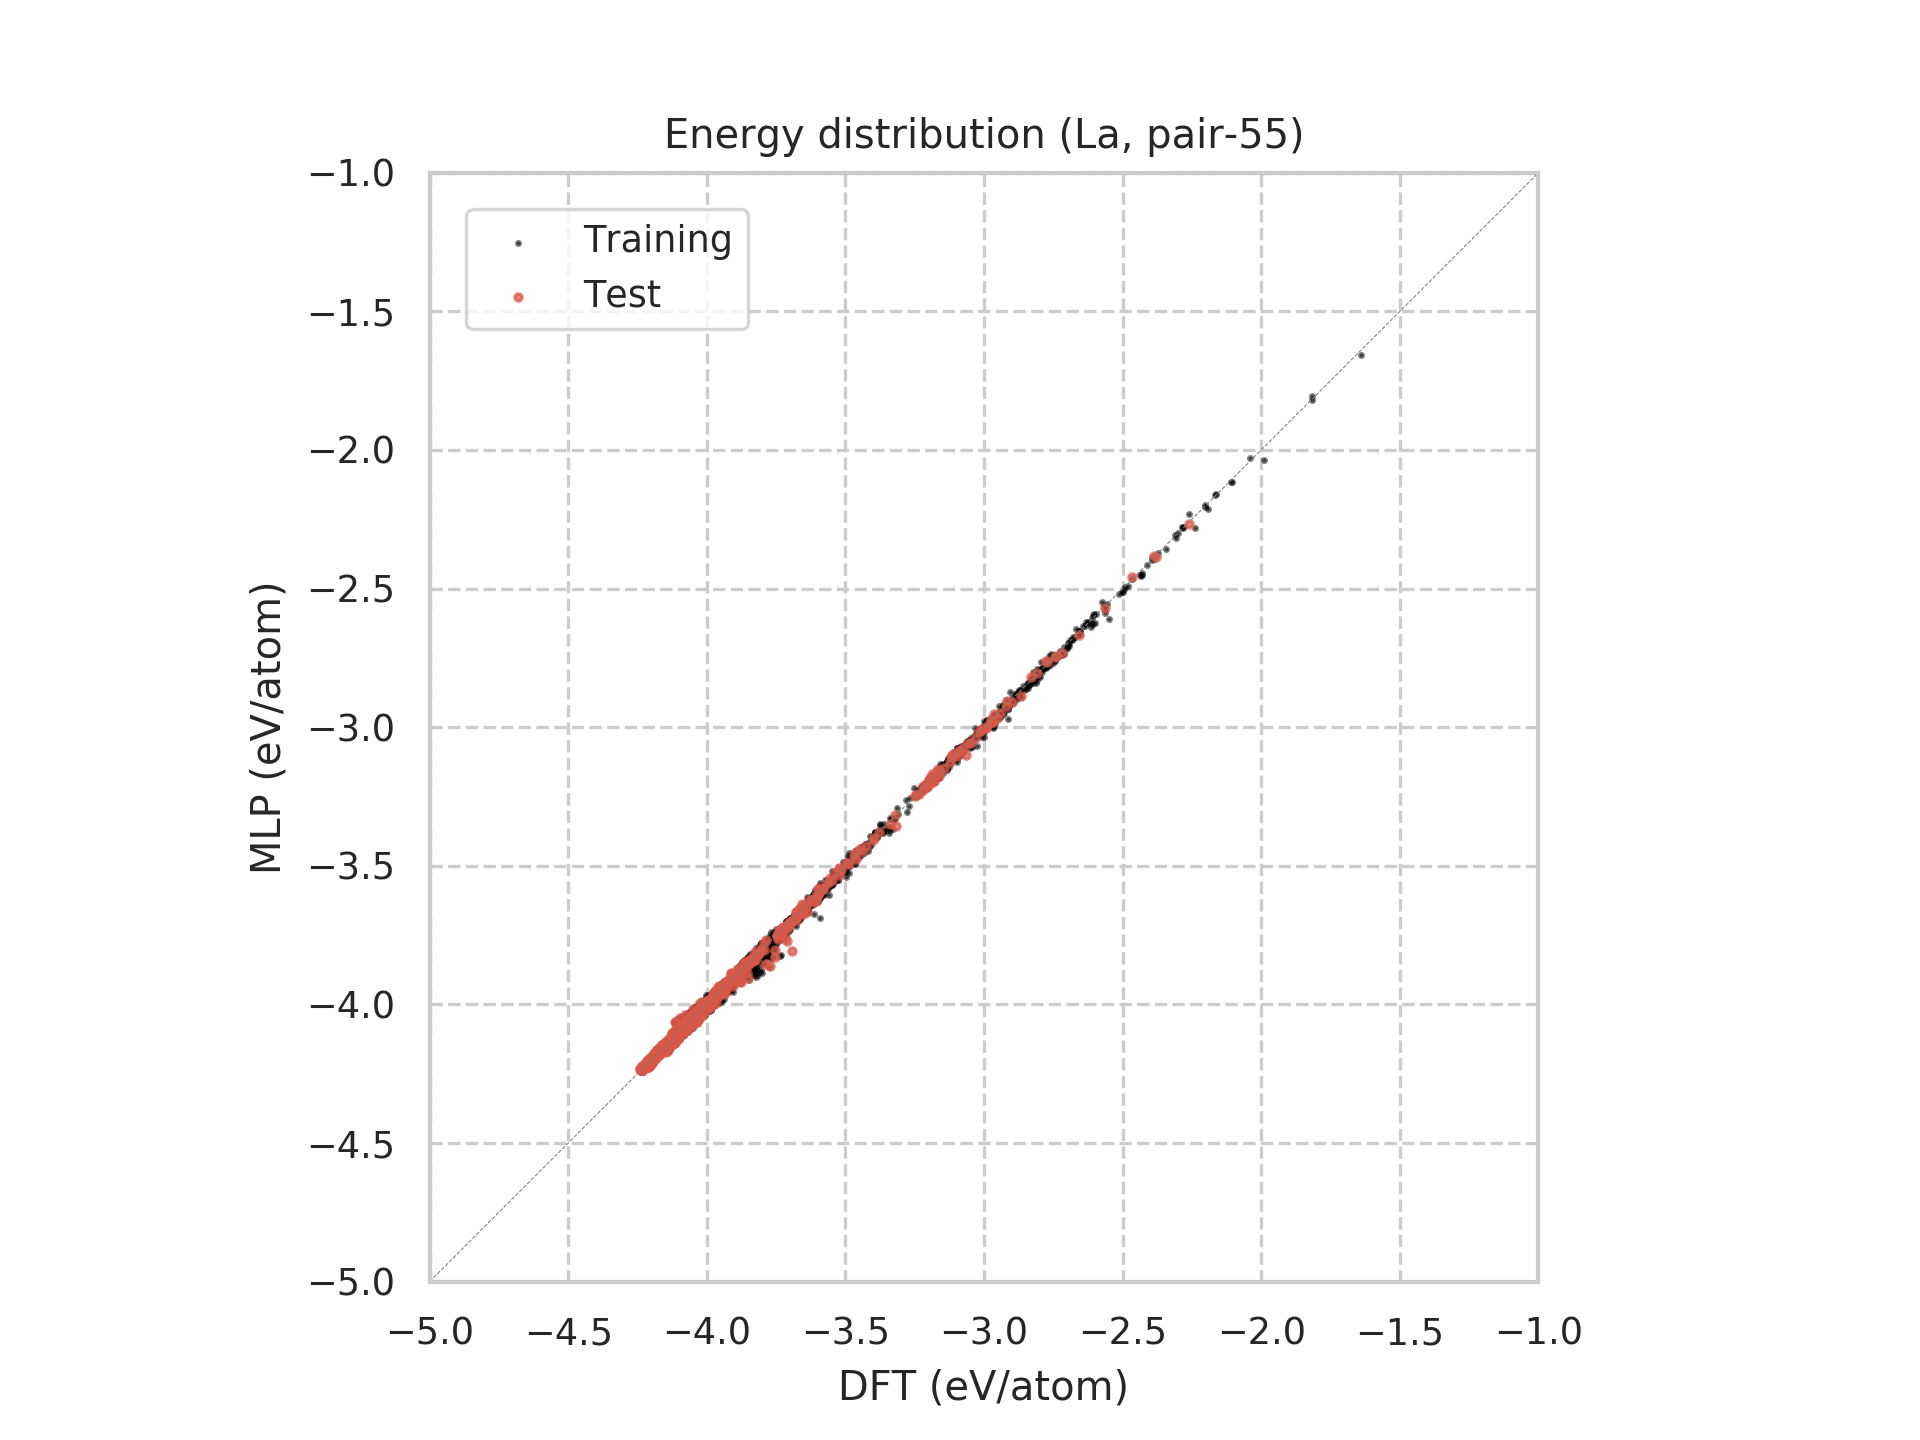 Energy distribution (La, pair-55)
−1.0
−1.5
−2.0
−2.5
−3.0
−3.5
−4.0
−4.5
−5.0
MLP (eV/atom)
Training
Test
−5.0 −4.5 −4.0 −3.5 −3.0 −2.5 −2.0 −1.5 −1.0
DFT (eV/atom)